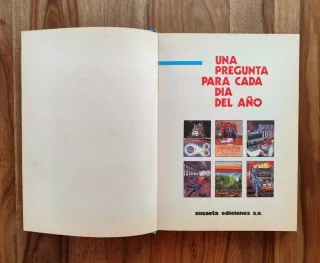 UNA
PREGUNTA
PARA CADA
DIA
DEL AÑO
susaeta ediciones s.a.